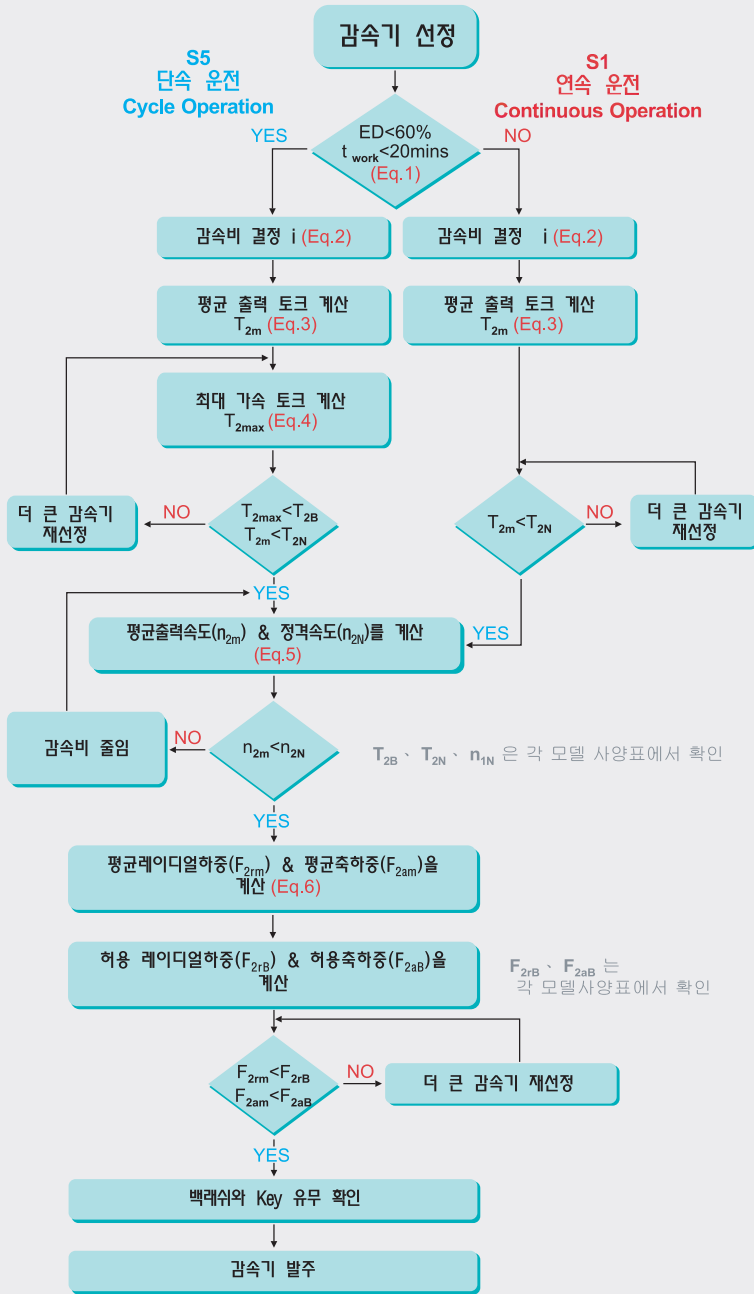 감속기 선정
S5
단속 운전
Cycle Operation
S1
연속 운전
Continuous Operation
ED<60%
t work<20mins
(Eq.1)
YES
NO
감속비 결정 i (Eq.2)
감속비 결정 i (Eq.2)
평균 출력 토크 계산
T2m (Eq.3)
평균 출력 토크 계산
T2m (Eq.3)
최대 가속 토크 계산
T2max (Eq.4)
더 큰 감속기
재선정
NO
T2max<T2B
T2m<T2N
T2m<T2N
NO
더 큰 감속기
재선정
YES
YES
평균출력속도(n2m) & 정격속도(n2N)를 계산
(Eq.5)
감속비 줄임
NO
n2m<n2N
T2B 、 T2N 、 n1N 은 각 모델 사양표에서 확인
YES
평균레이디얼하중(F2rm) & 평균축하중(F2am)을
계산 (Eq.6)
허용 레이디얼하중(F2rB) & 허용축하중(F2aB)을
계산
F2rB 、 F2aB 는
각 모델사양표에서 확인
F2rm<F2rB
F2am<F2aB
NO
더 큰 감속기 재선정
YES
백래쉬와 Key 유무 확인
감속기 발주